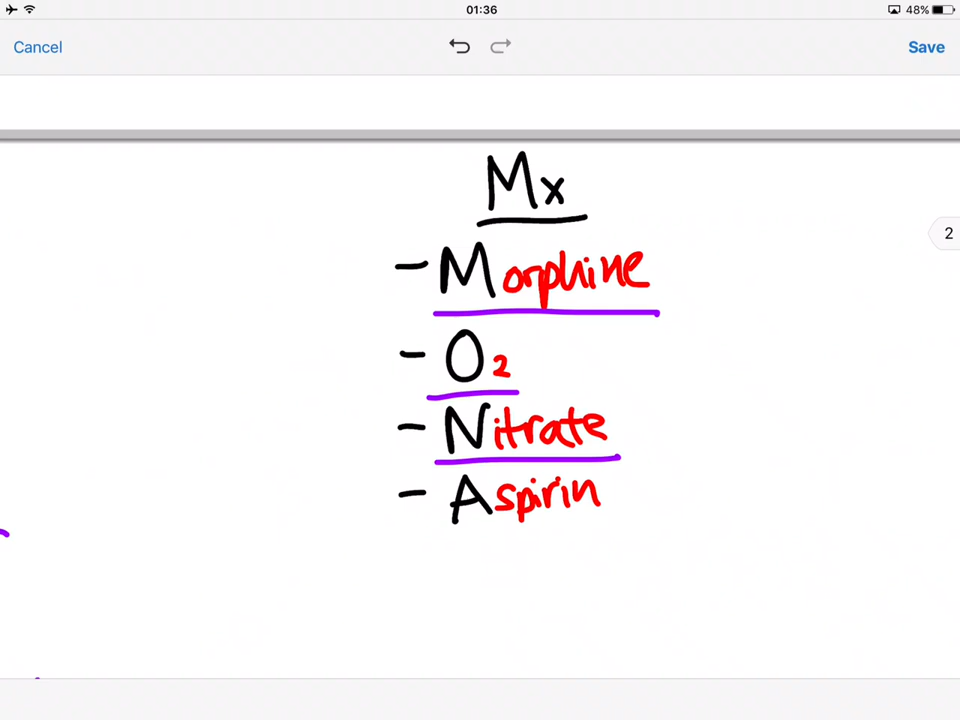 01:36
48%
Cancel
Save
2
Mx
- Morphine
- O2
- Nitrate
- Aspirin